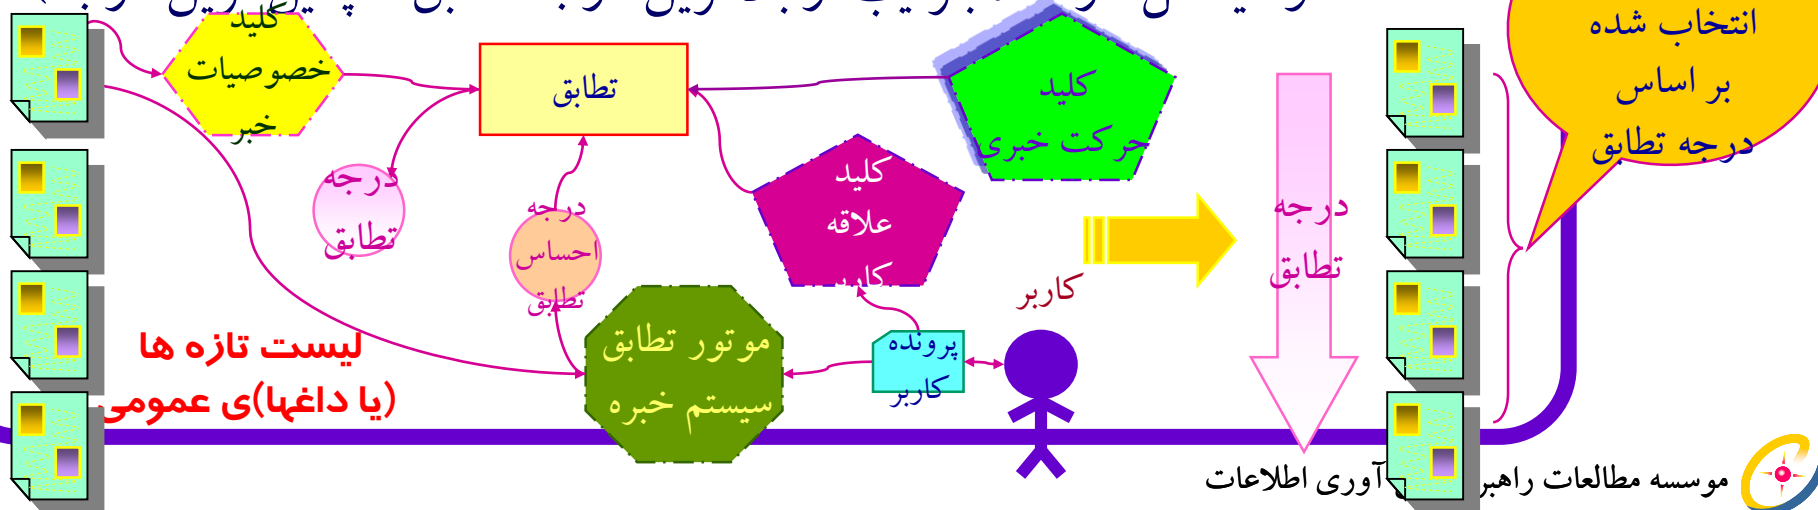 کلید
خصوصیات
خبر
تطابق
کلید
حرکت خبری
انتخاب شده
بر اساس
درجه تطابق
درجه
تطابق
درجه
احساس
تطابق
کلید
علاقه
کاربر
درجه
تطابق
کاربر
موتور تطابق
سیستم خبره
پرونده
کاربر
لیست تازه ها
(یا داغها)ی عمومی
موسسه مطالعات آوری اطلاعات